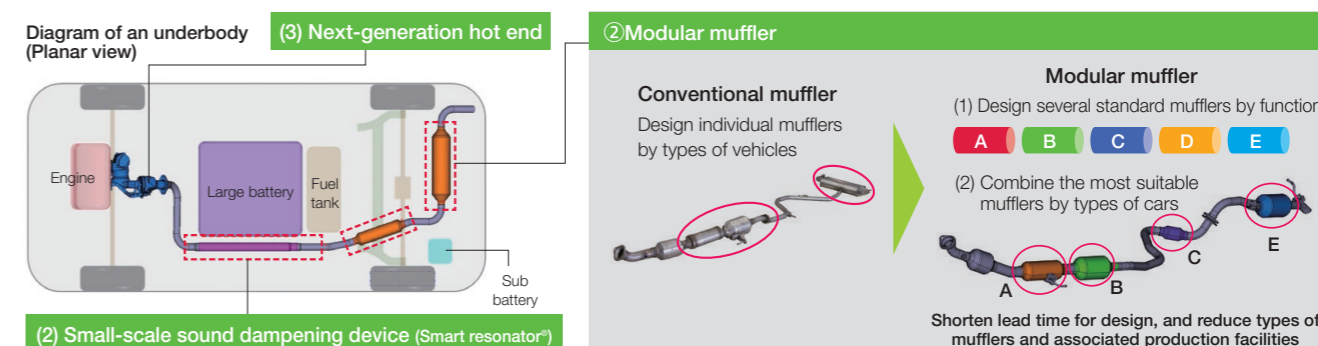 Diagram of an underbody
(Planar view)
(3) Next-generation hot end
Engine
Large battery
Fuel
tank
Sub
battery
(2) Small-scale sound dampening device (Smart resonator®)
②Modular muffler
Conventional muffler
Design individual mufflers
by types of vehicles
Modular muffler
(1) Design several standard mufflers by function
A B C D E
(2) Combine the most suitable
mufflers by types of cars
A
B
C
E
Shorten lead time for design, and reduce types of
mufflers and associated production facilities